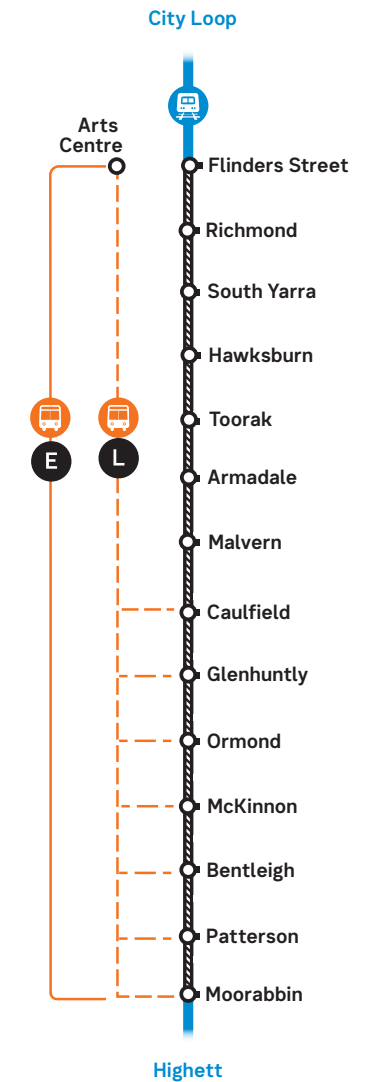 City Loop
Arts
Centre
Flinders Street
Richmond
South Yarra
Hawksburn
Toorak
E
L
Armadale
Malvern
Caulfield
Glenhuntly
Ormond
McKinnon
Bentleigh
Patterson
Moorabbin
Highett